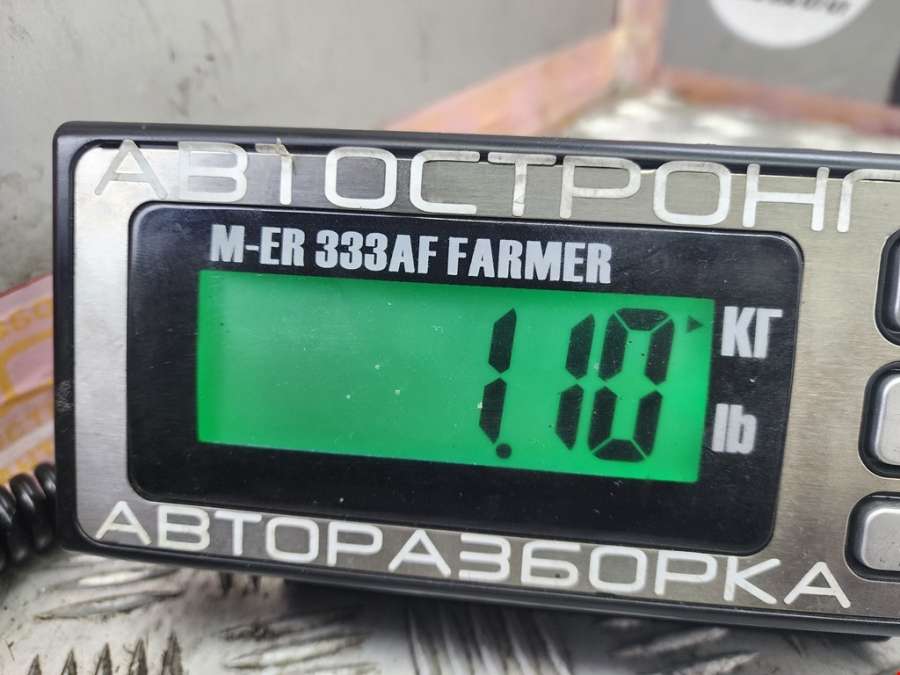 АВТОСТРОНГ
M-ER 333AF FARMER
1.10
КГ
lb
АВТОРАЗБОРКА